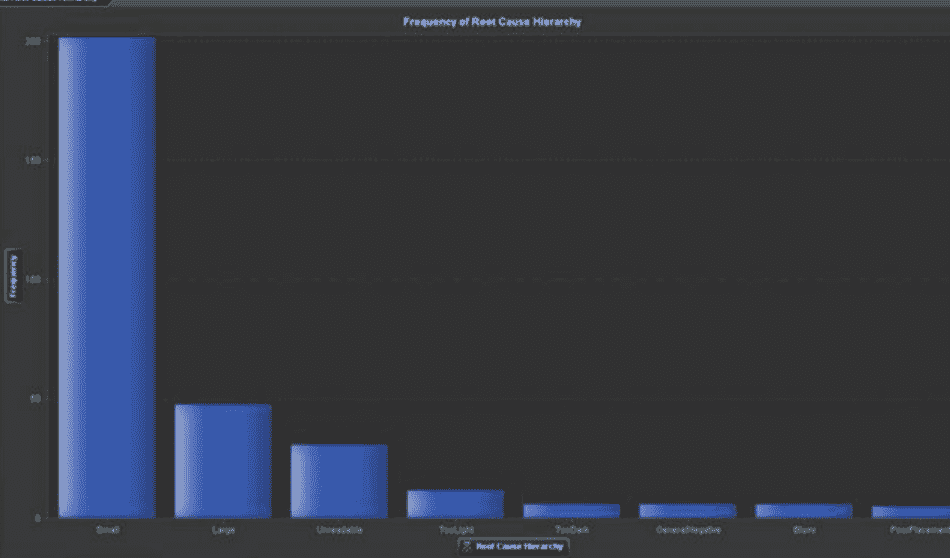 Frequency of Root Cause Hierarchy
200
150
100
50
0
Frequency
Small
Large
Unreadable
TooLight
TooDark
GeneralNegative
Blurry
PoorPlacement
Root Cause Hierarchy